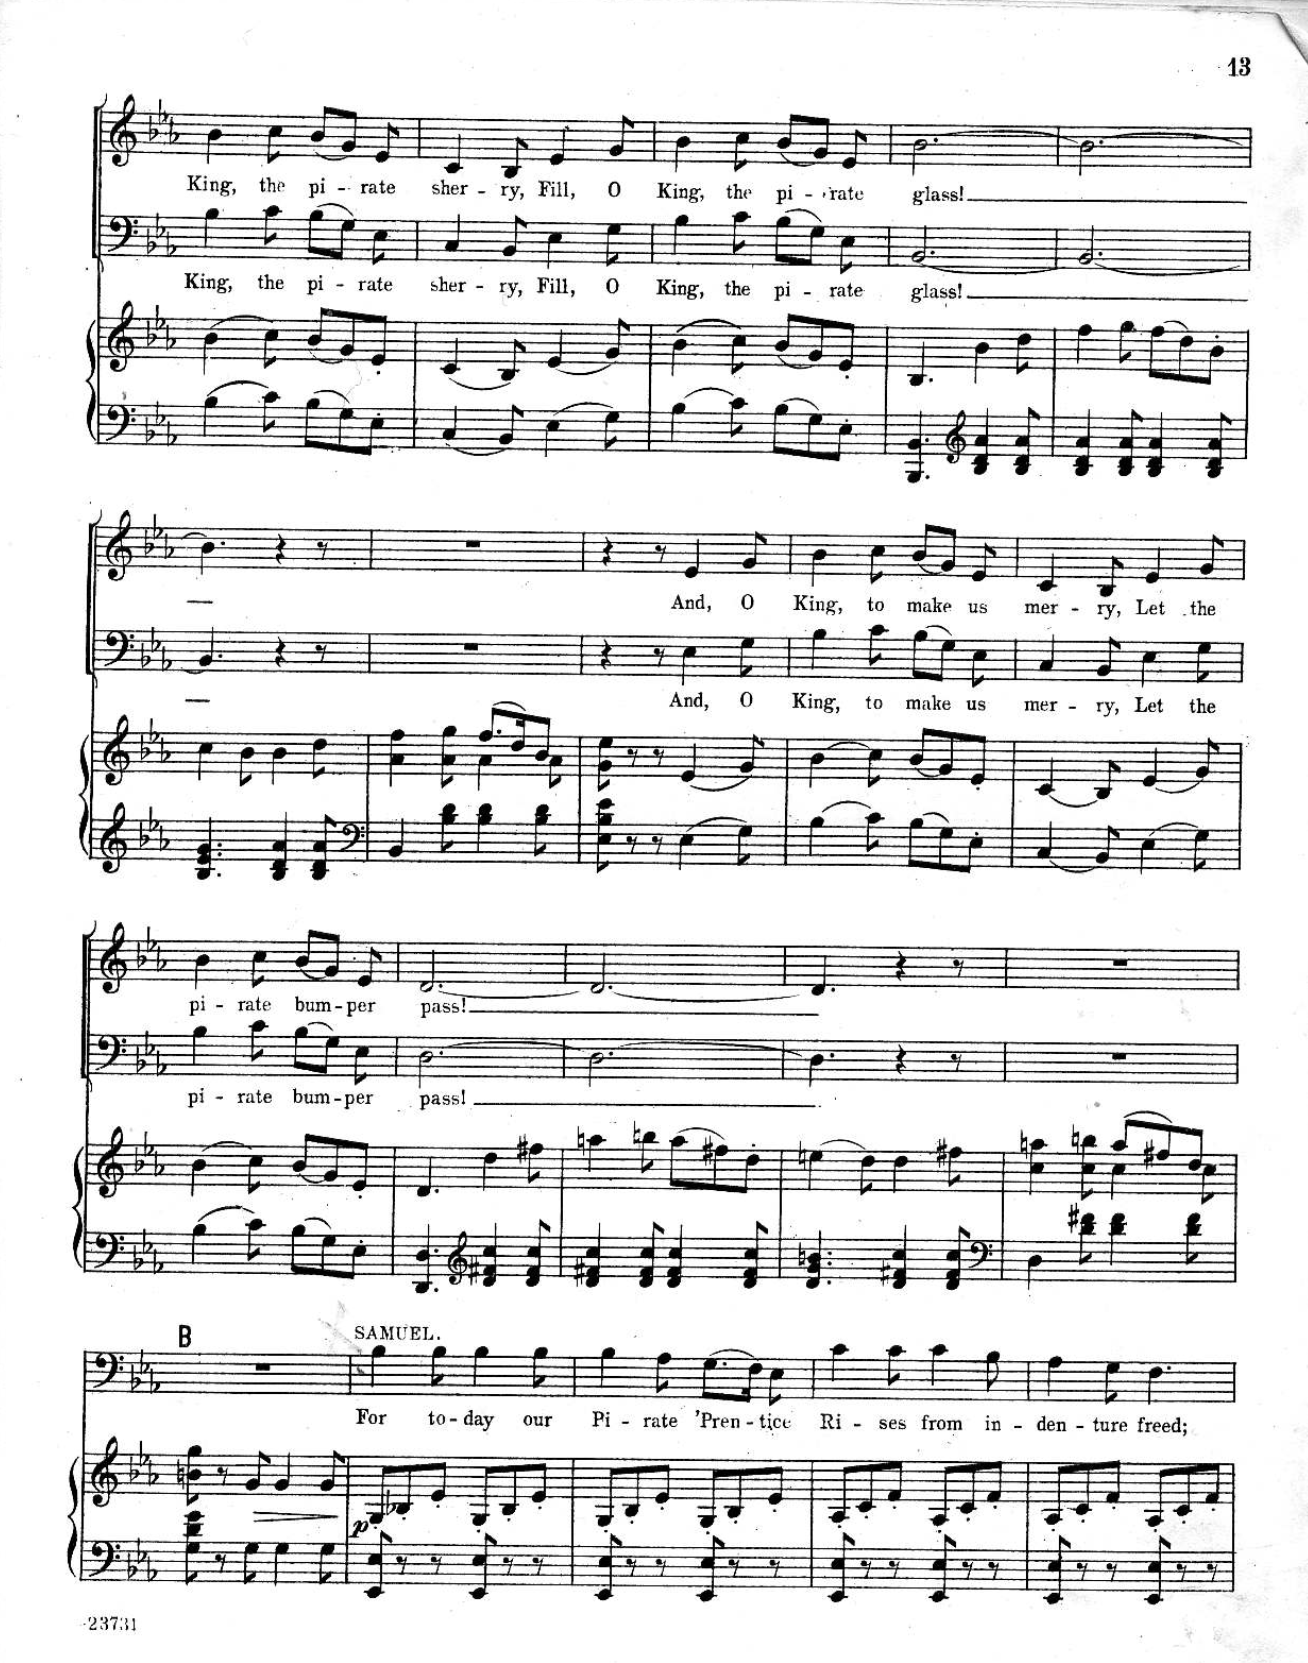 13
King, the pi - rate sher - ry, Fill, O King, the pi - rate glass!
King, the pi - rate sher - ry, Fill, O King, the pi - rate glass!
And, O King, to make us mer - ry, Let the
And, O King, to make us mer - ry, Let the
pi - rate bum - per pass!
pi - rate bum - per pass!
B SAMUEL.
For to - day our Pi - rate 'Pren - tice Ri - ses from in - den - ture freed;
p
23731